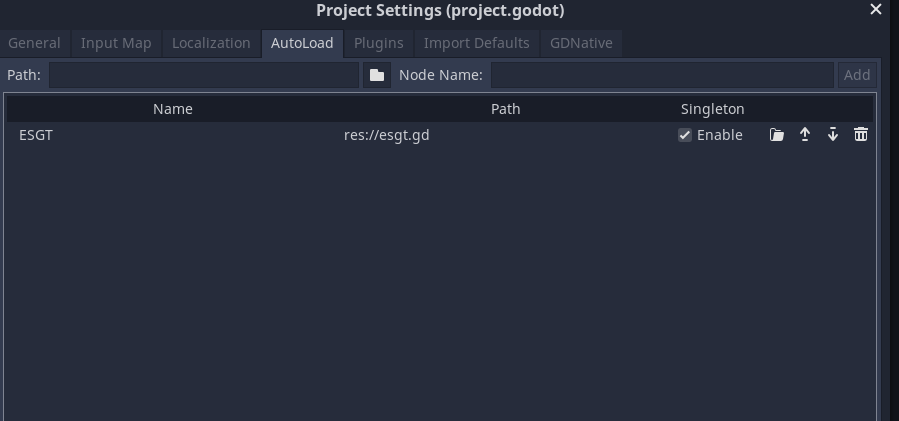 Project Settings (project.godot)
General Input Map Localization AutoLoad Plugins Import Defaults GDNative
Path: Node Name: Add
Name Path Singleton
ESGT res://esgt.gd Enable